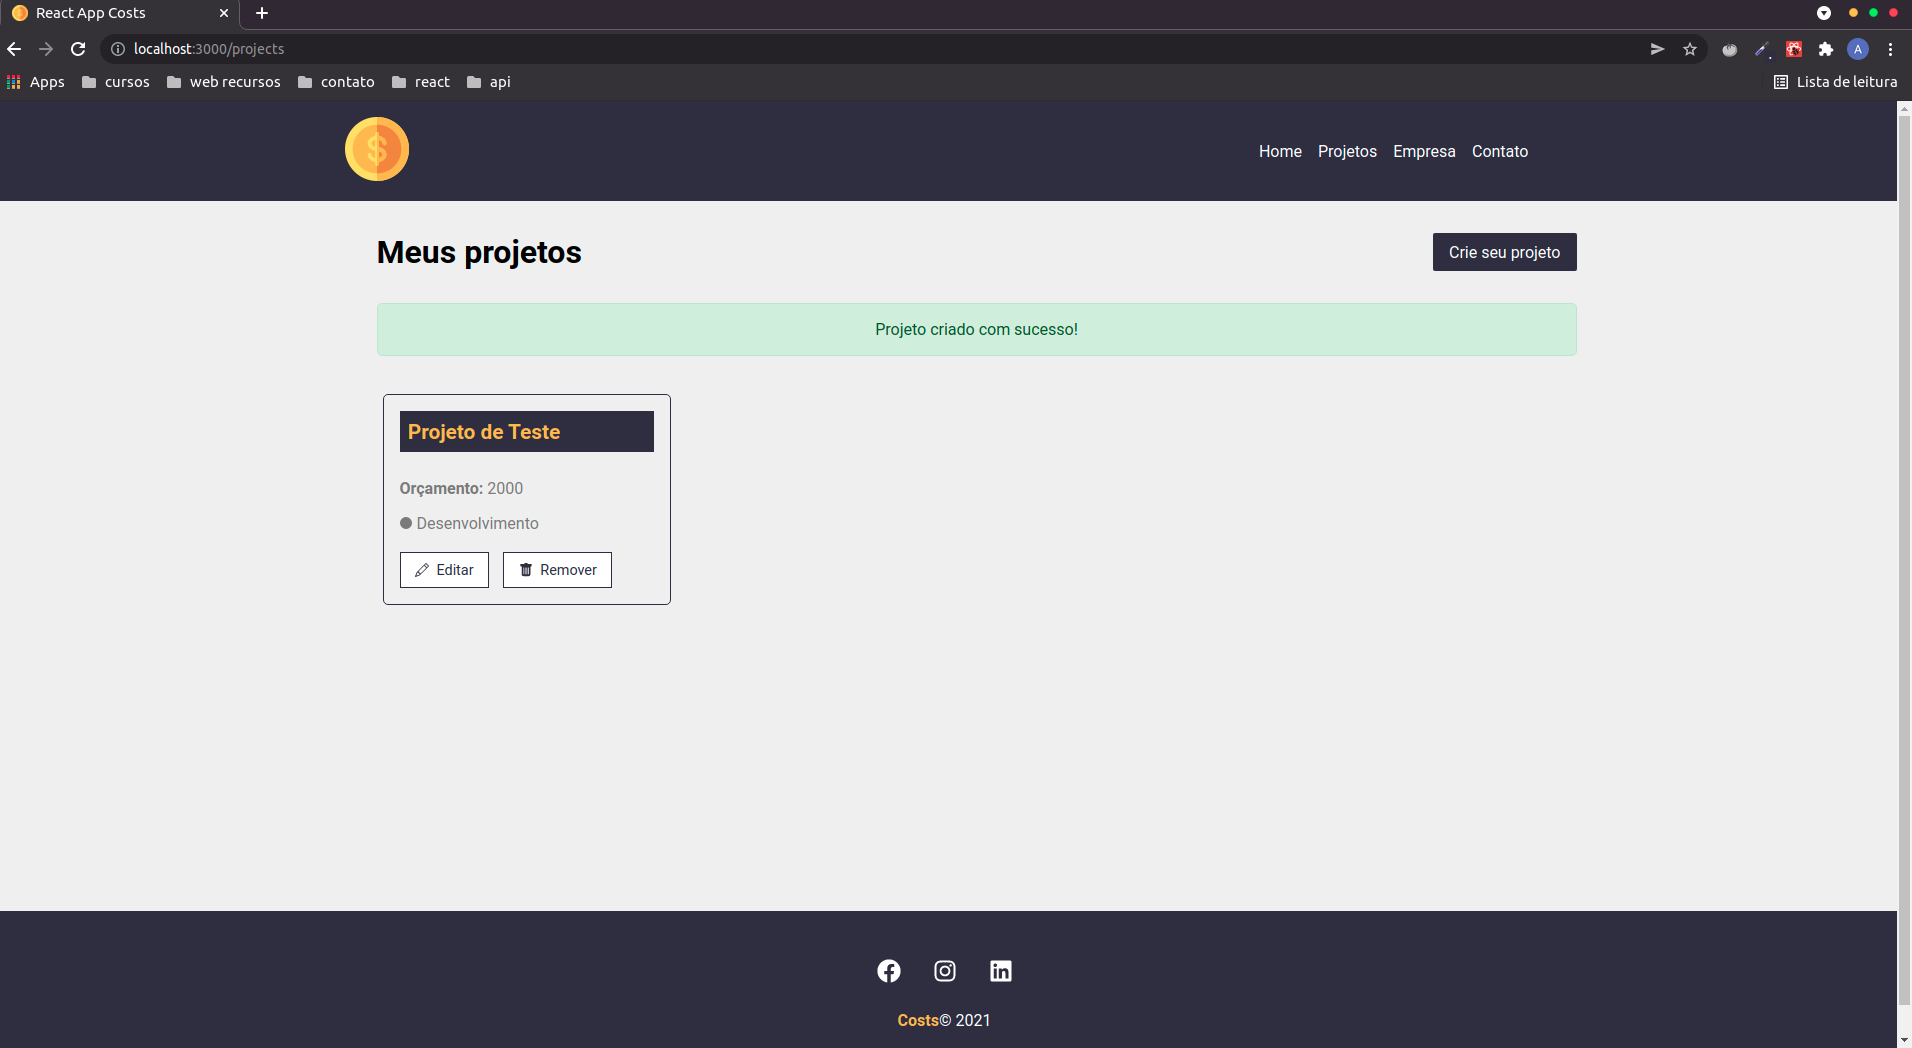 React App Costs
localhost:3000/projects
A
Apps cursos web recursos contato react api Lista de leitura
$
Home Projetos Empresa Contato
Meus projetos
Crie seu projeto
Projeto criado com sucesso!
Projeto de Teste
Orçamento: 2000
Desenvolvimento
Editar Remover
Costs© 2021